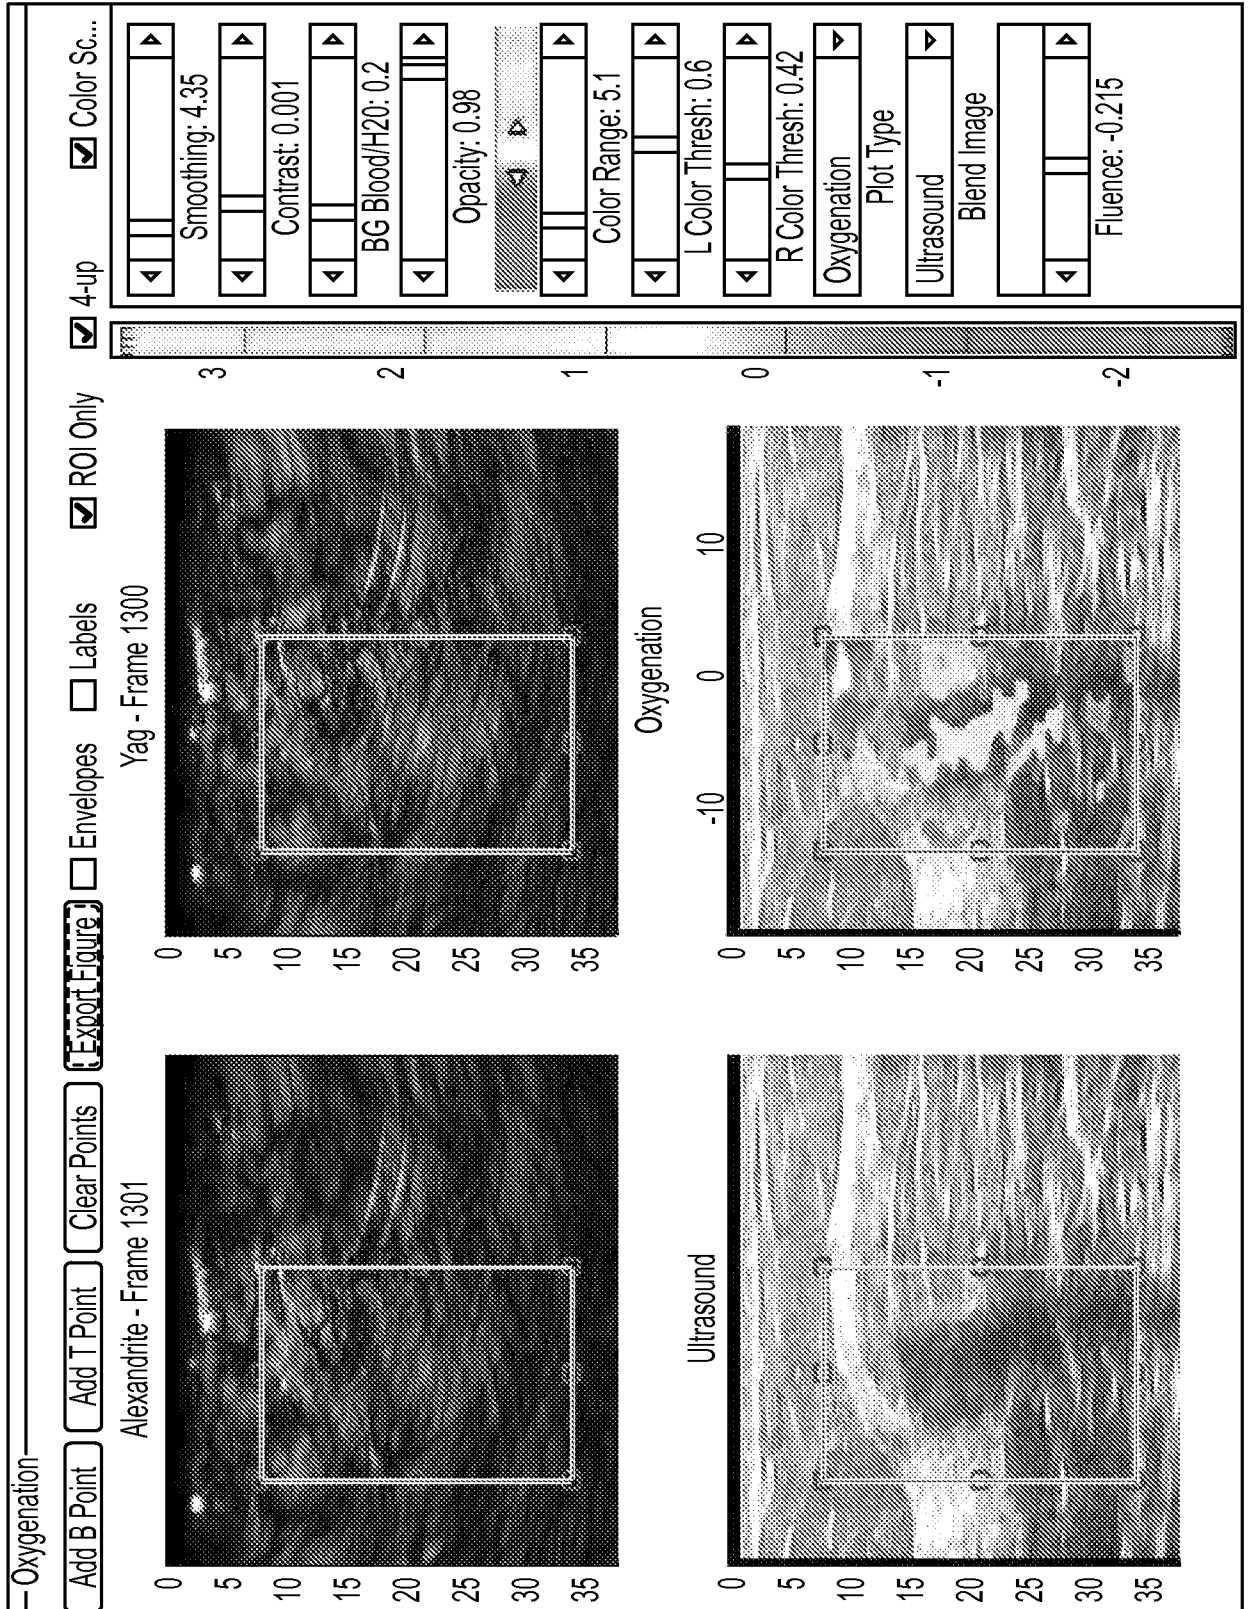 Oxygenation
Add B Point Add T Point Clear Points Export Figure Envelopes Labels ROI Only 4-up Color Sc...
Alexandrite - Frame 1301
0
5
10
15
20
25
30
35
Yag - Frame 1300
0
5
10
15
20
25
30
35
Ultrasound
0
5
10
15
20
25
30
35
Oxygenation
-10 0 10
0
5
10
15
20
25
30
35
3
2
1
0
-1
-2
Smoothing: 4.35
Contrast: 0.001
BG Blood/H20: 0.2
Opacity: 0.98
Color Range: 5.1
L Color Thresh: 0.6
R Color Thresh: 0.42
Oxygenation
Plot Type
Ultrasound
Blend Image
Fluence: -0.215